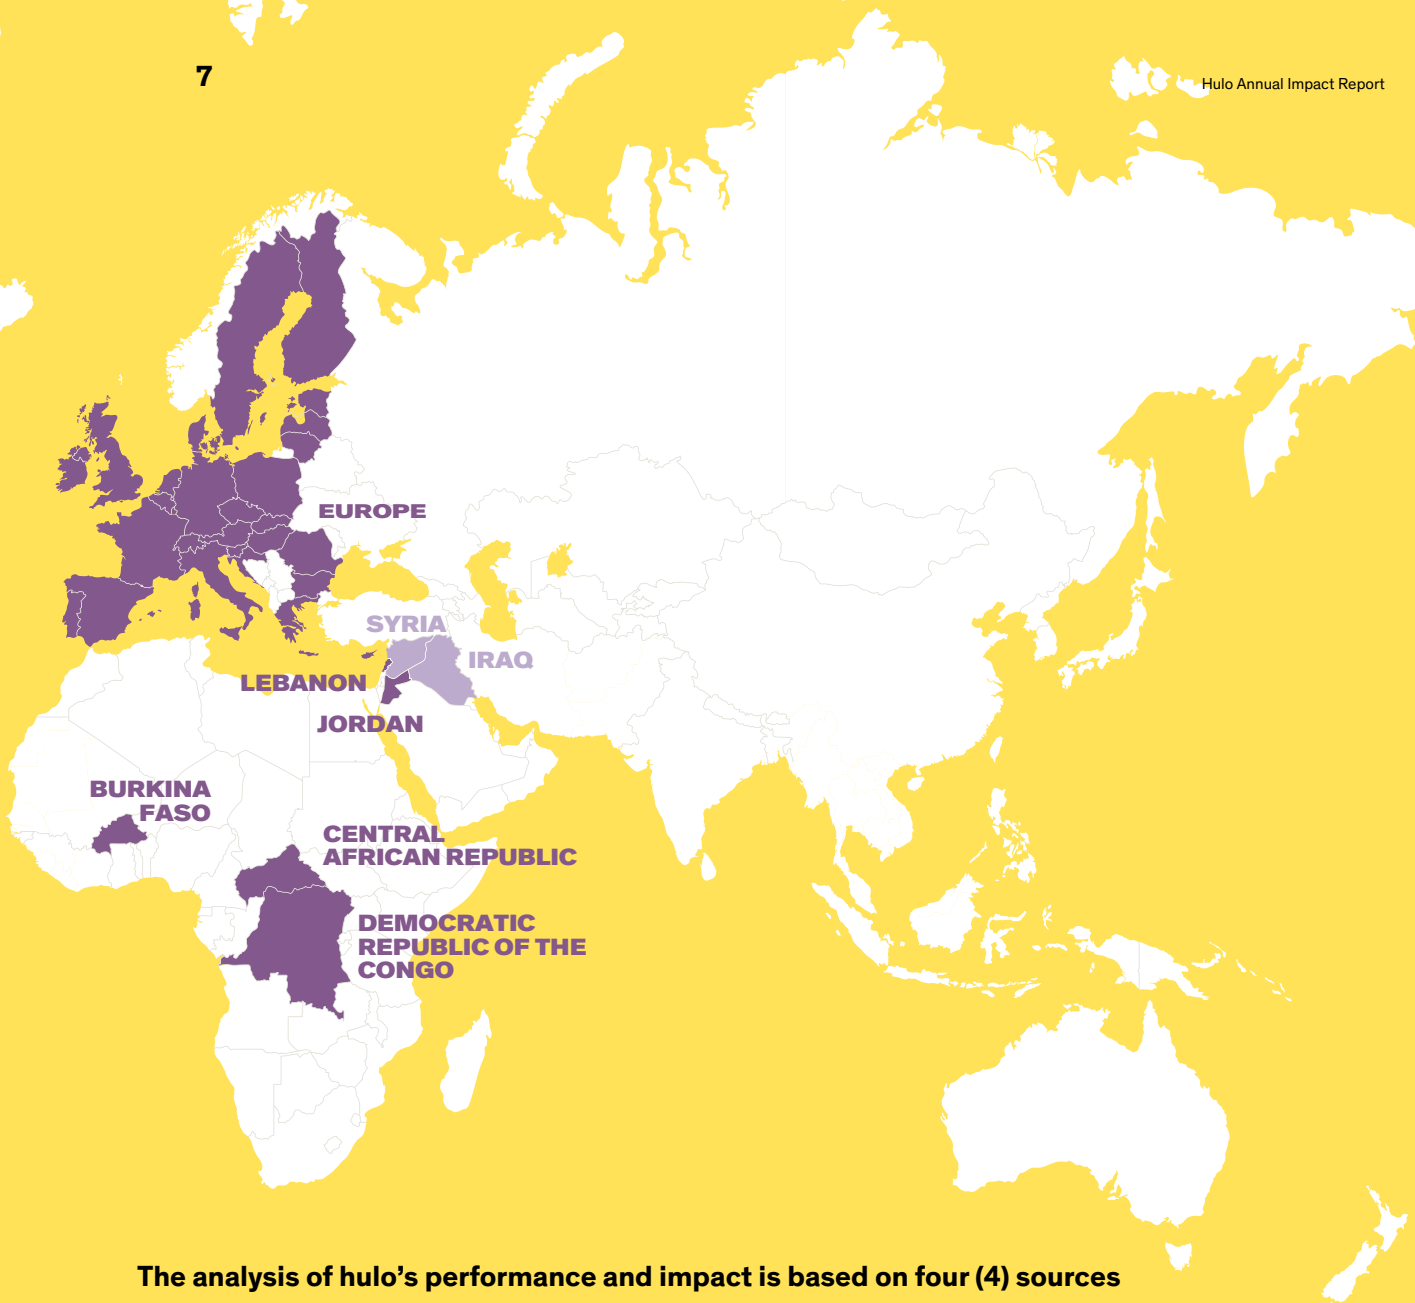 7
Hulo Annual Impact Report
EUROPE
SYRIA
IRAQ
LEBANON
JORDAN
BURKINA
FASO
CENTRAL
AFRICAN REPUBLIC
DEMOCRATIC
REPUBLIC OF THE
CONGO
The analysis of hulo’s performance and impact is based on four (4) sources